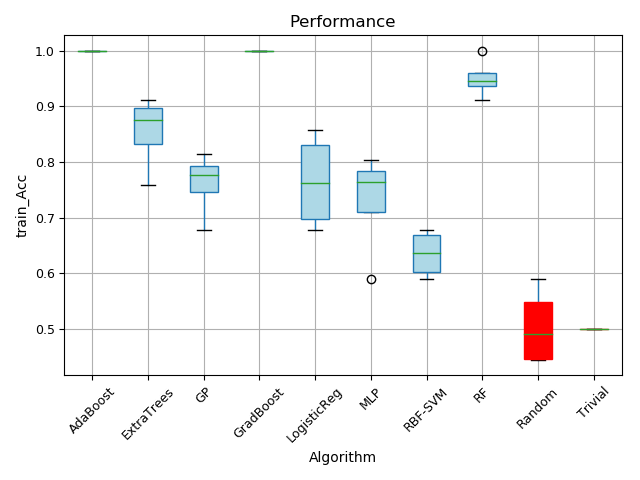 Performance
train_Acc
1.0
0.9
0.8
0.7
0.6
0.5
AdaBoost
ExtraTrees
GP
GradBoost
LogisticReg
MLP
RBF-SVM
RF
Random
Trivial
Algorithm